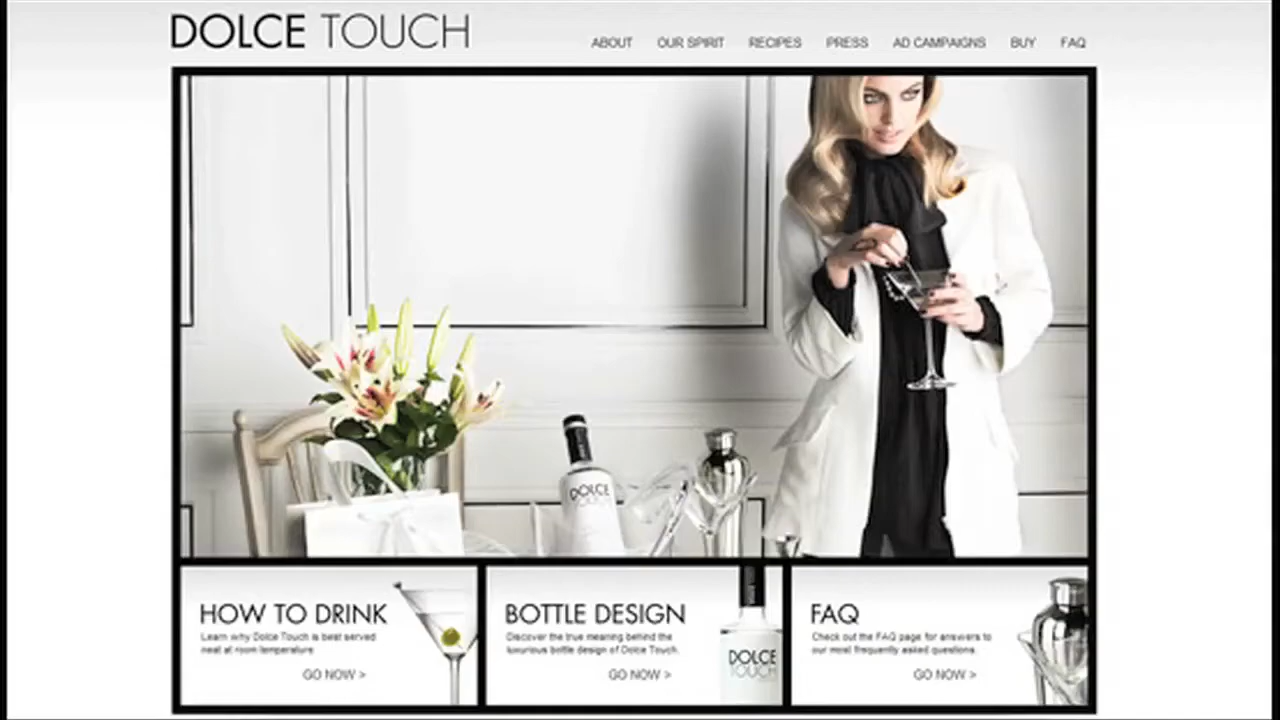 DOLCE TOUCH
ABOUT OUR SPIRIT RECIPES PRESS AD CAMPAIGNS BUY FAQ
DOLCE
TOUCH
HOW TO DRINK
Learn why Dolce Touch is best served
neat at room temperature
GO NOW >
BOTTLE DESIGN
Discover the true meaning behind the
luxurious bottle design of Dolce Touch.
GO NOW >
DOLCE
TOUCH
FAQ
Check out the FAQ page for answers to
our most frequently asked questions.
GO NOW >